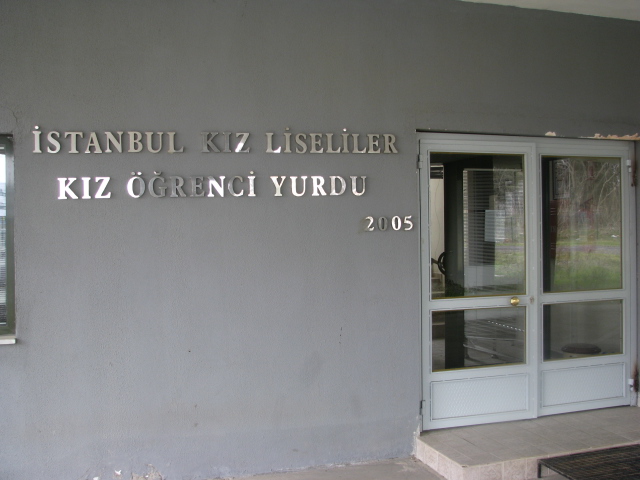 İSTANBUL KIZ LİSELİLER
KIZ ÖĞRENCİ YURDU
2005